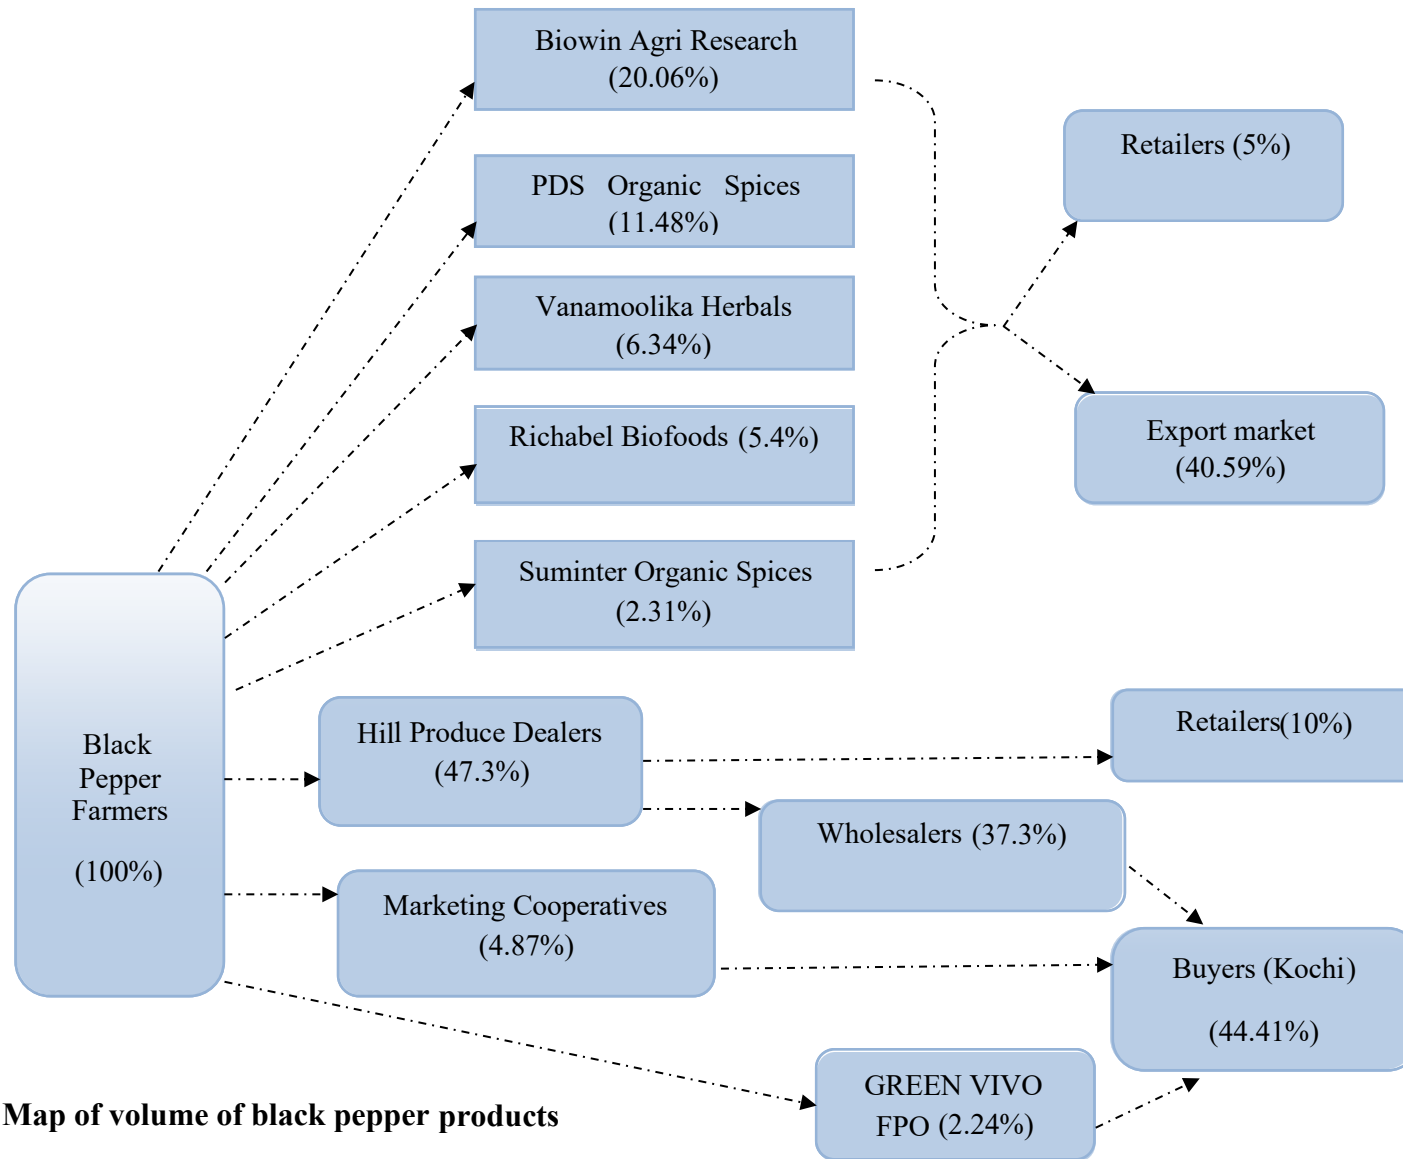 Biowin Agri Research
(20.06%)
PDS Organic Spices
(11.48%)
Vanamoolika Herbals
(6.34%)
Richabel Biofoods (5.4%)
Suminter Organic Spices
(2.31%)
Retailers (5%)
Export market
(40.59%)
Black
Pepper
Farmers
(100%)
Hill Produce Dealers
(47.3%)
Retailers(10%)
Wholesalers (37.3%)
Marketing Cooperatives
(4.87%)
Buyers (Kochi)
(44.41%)
GREEN VIVO
FPO (2.24%)
Map of volume of black pepper products